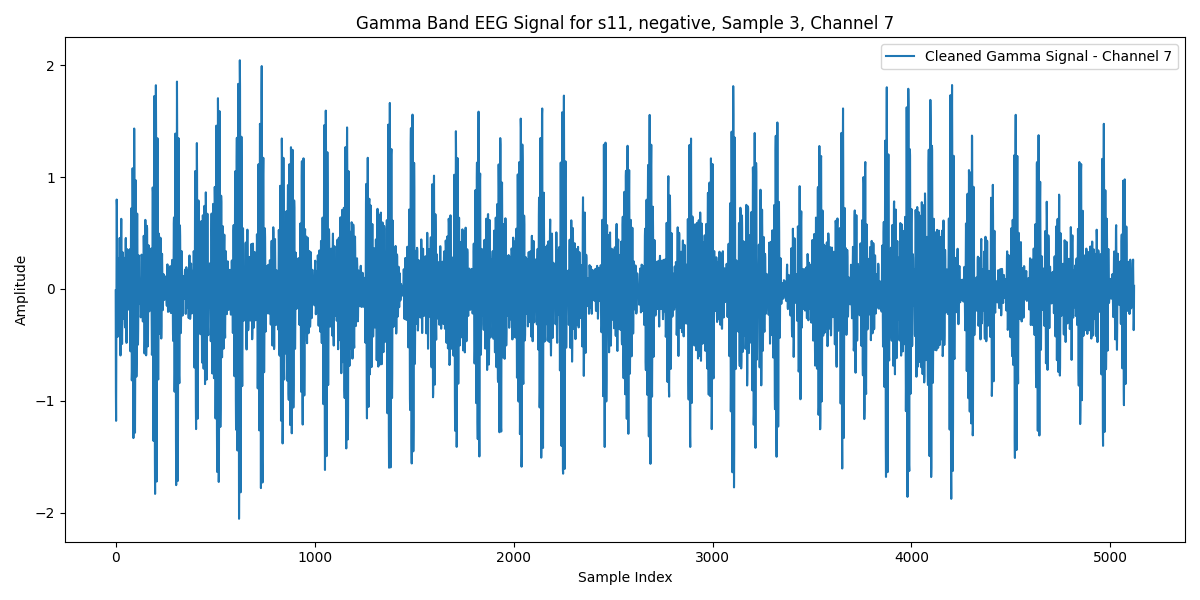 Gamma Band EEG Signal for s11, negative, Sample 3, Channel 7
Cleaned Gamma Signal - Channel 7
Amplitude
2
1
0
−1
−2
0 1000 2000 3000 4000 5000
Sample Index